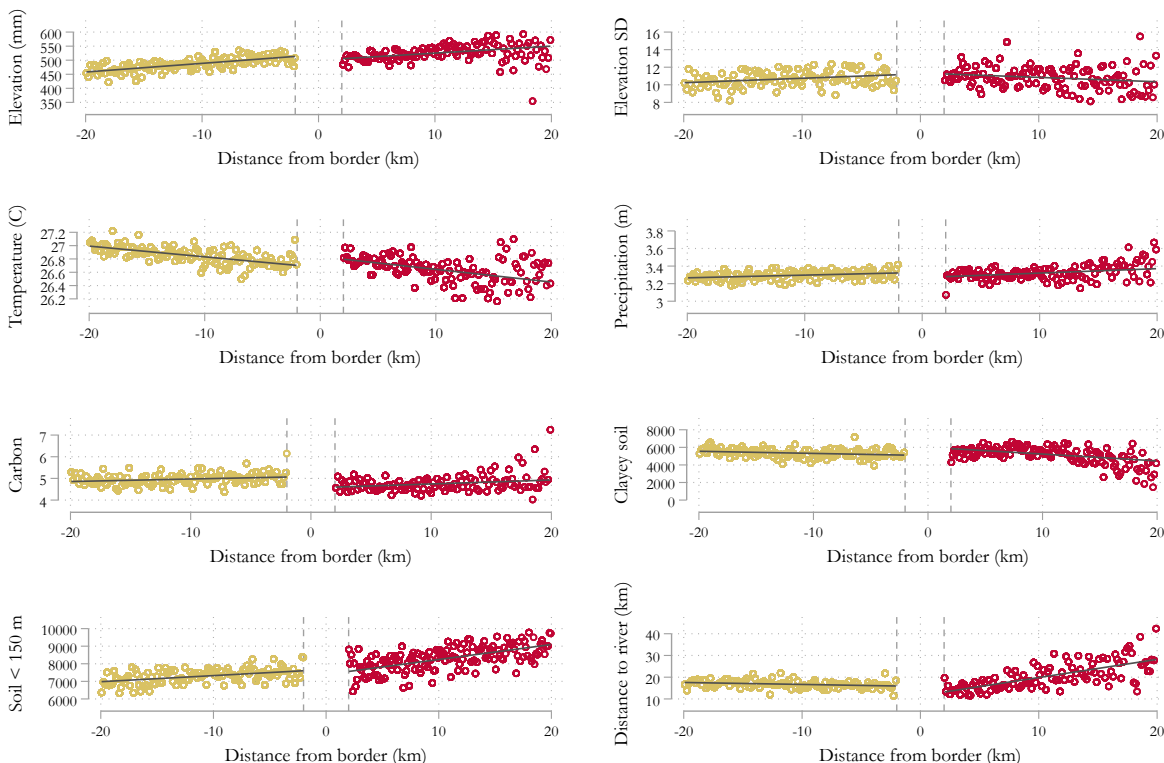 Elevation (mm)
600
550
500
450
400
350
-20 -10 0 10 20
Distance from border (km)
Elevation SD
16
14
12
10
8
-20 -10 0 10 20
Distance from border (km)
Temperature (C)
27.2
27
26.8
26.6
26.4
26.2
-20 -10 0 10 20
Distance from border (km)
Precipitation (m)
3.8
3.6
3.4
3.2
3
-20 -10 0 10 20
Distance from border (km)
Carbon
7
6
5
4
-20 -10 0 10 20
Distance from border (km)
Clayey soil
8000
6000
4000
2000
0
-20 -10 0 10 20
Distance from border (km)
Soil < 150 m
10000
9000
8000
7000
6000
-20 -10 0 10 20
Distance from border (km)
Distance to river (km)
40
30
20
10
-20 -10 0 10 20
Distance from border (km)